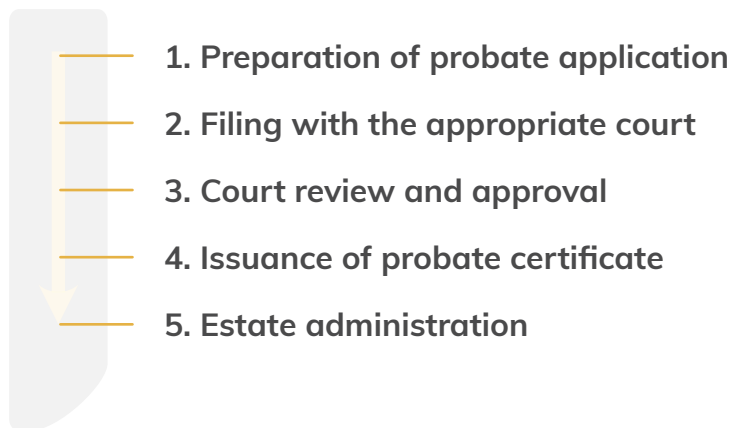 1. Preparation of probate application
2. Filing with the appropriate court
3. Court review and approval
4. Issuance of probate certificate
5. Estate administration